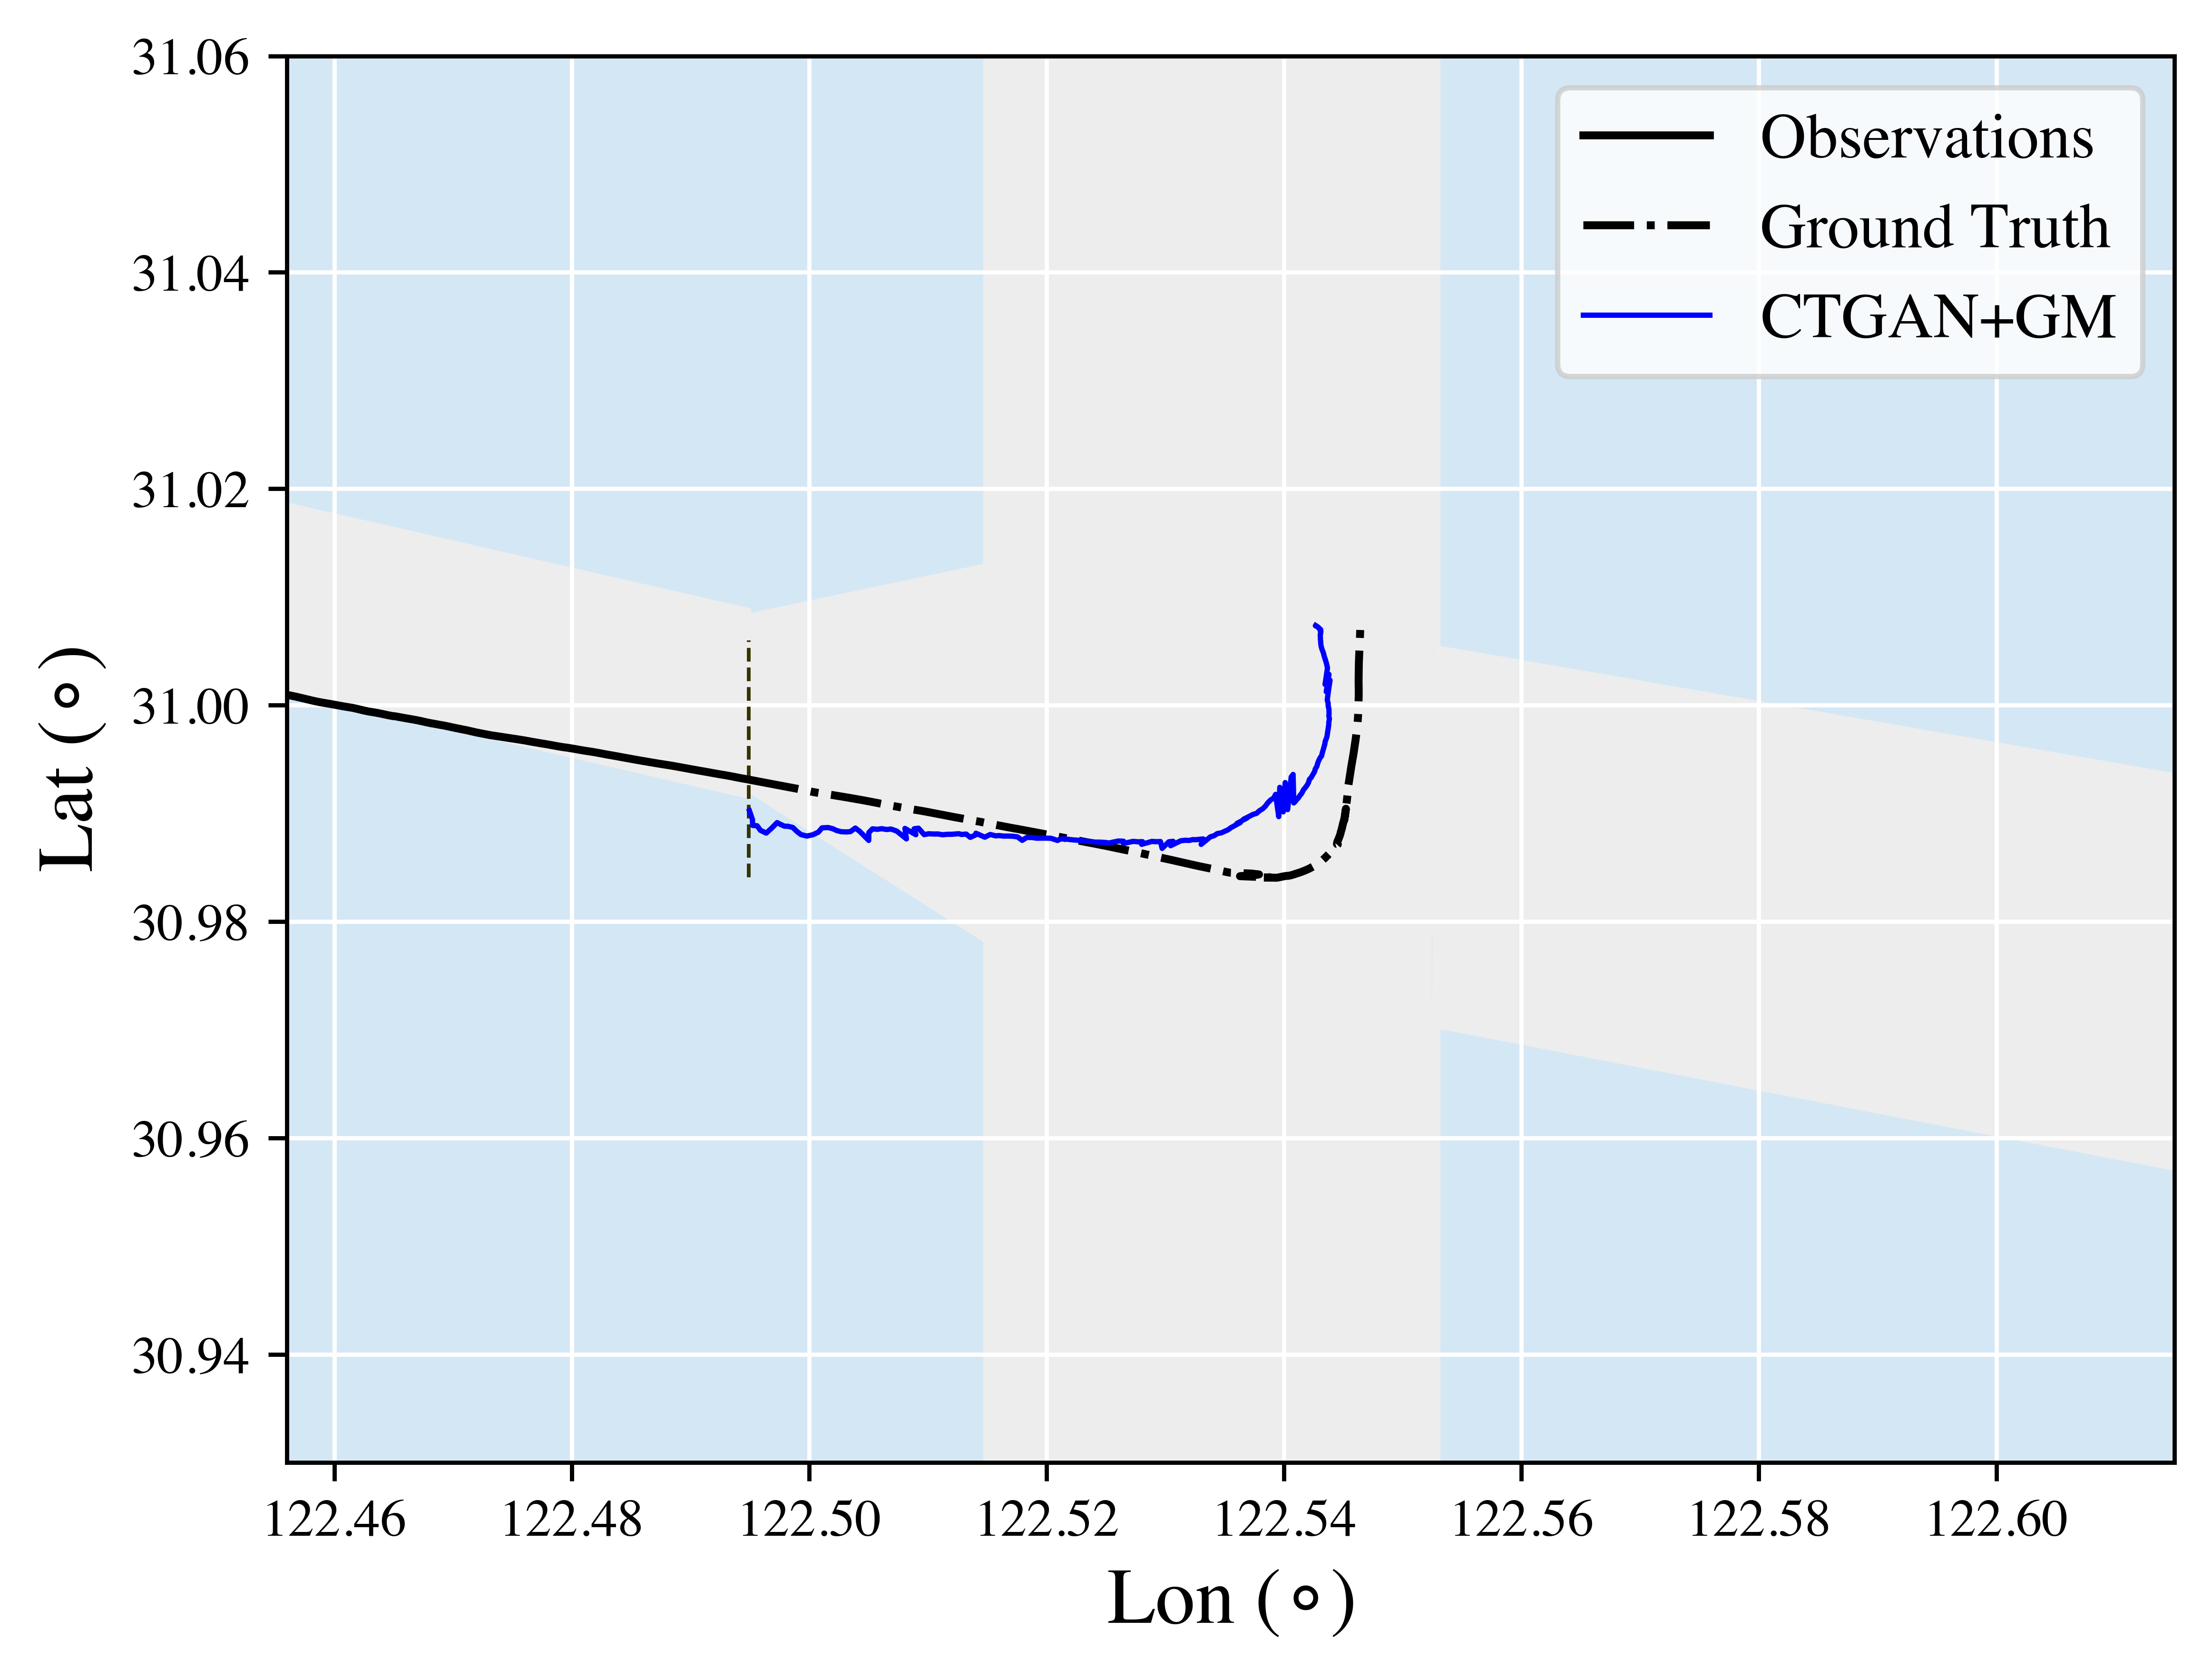 31.06
31.04
31.02
31.00
30.98
30.96
30.94
Lat (∘)
Observations
Ground Truth
CTGAN+GM
122.46 122.48 122.50 122.52 122.54 122.56 122.58 122.60
Lon (∘)